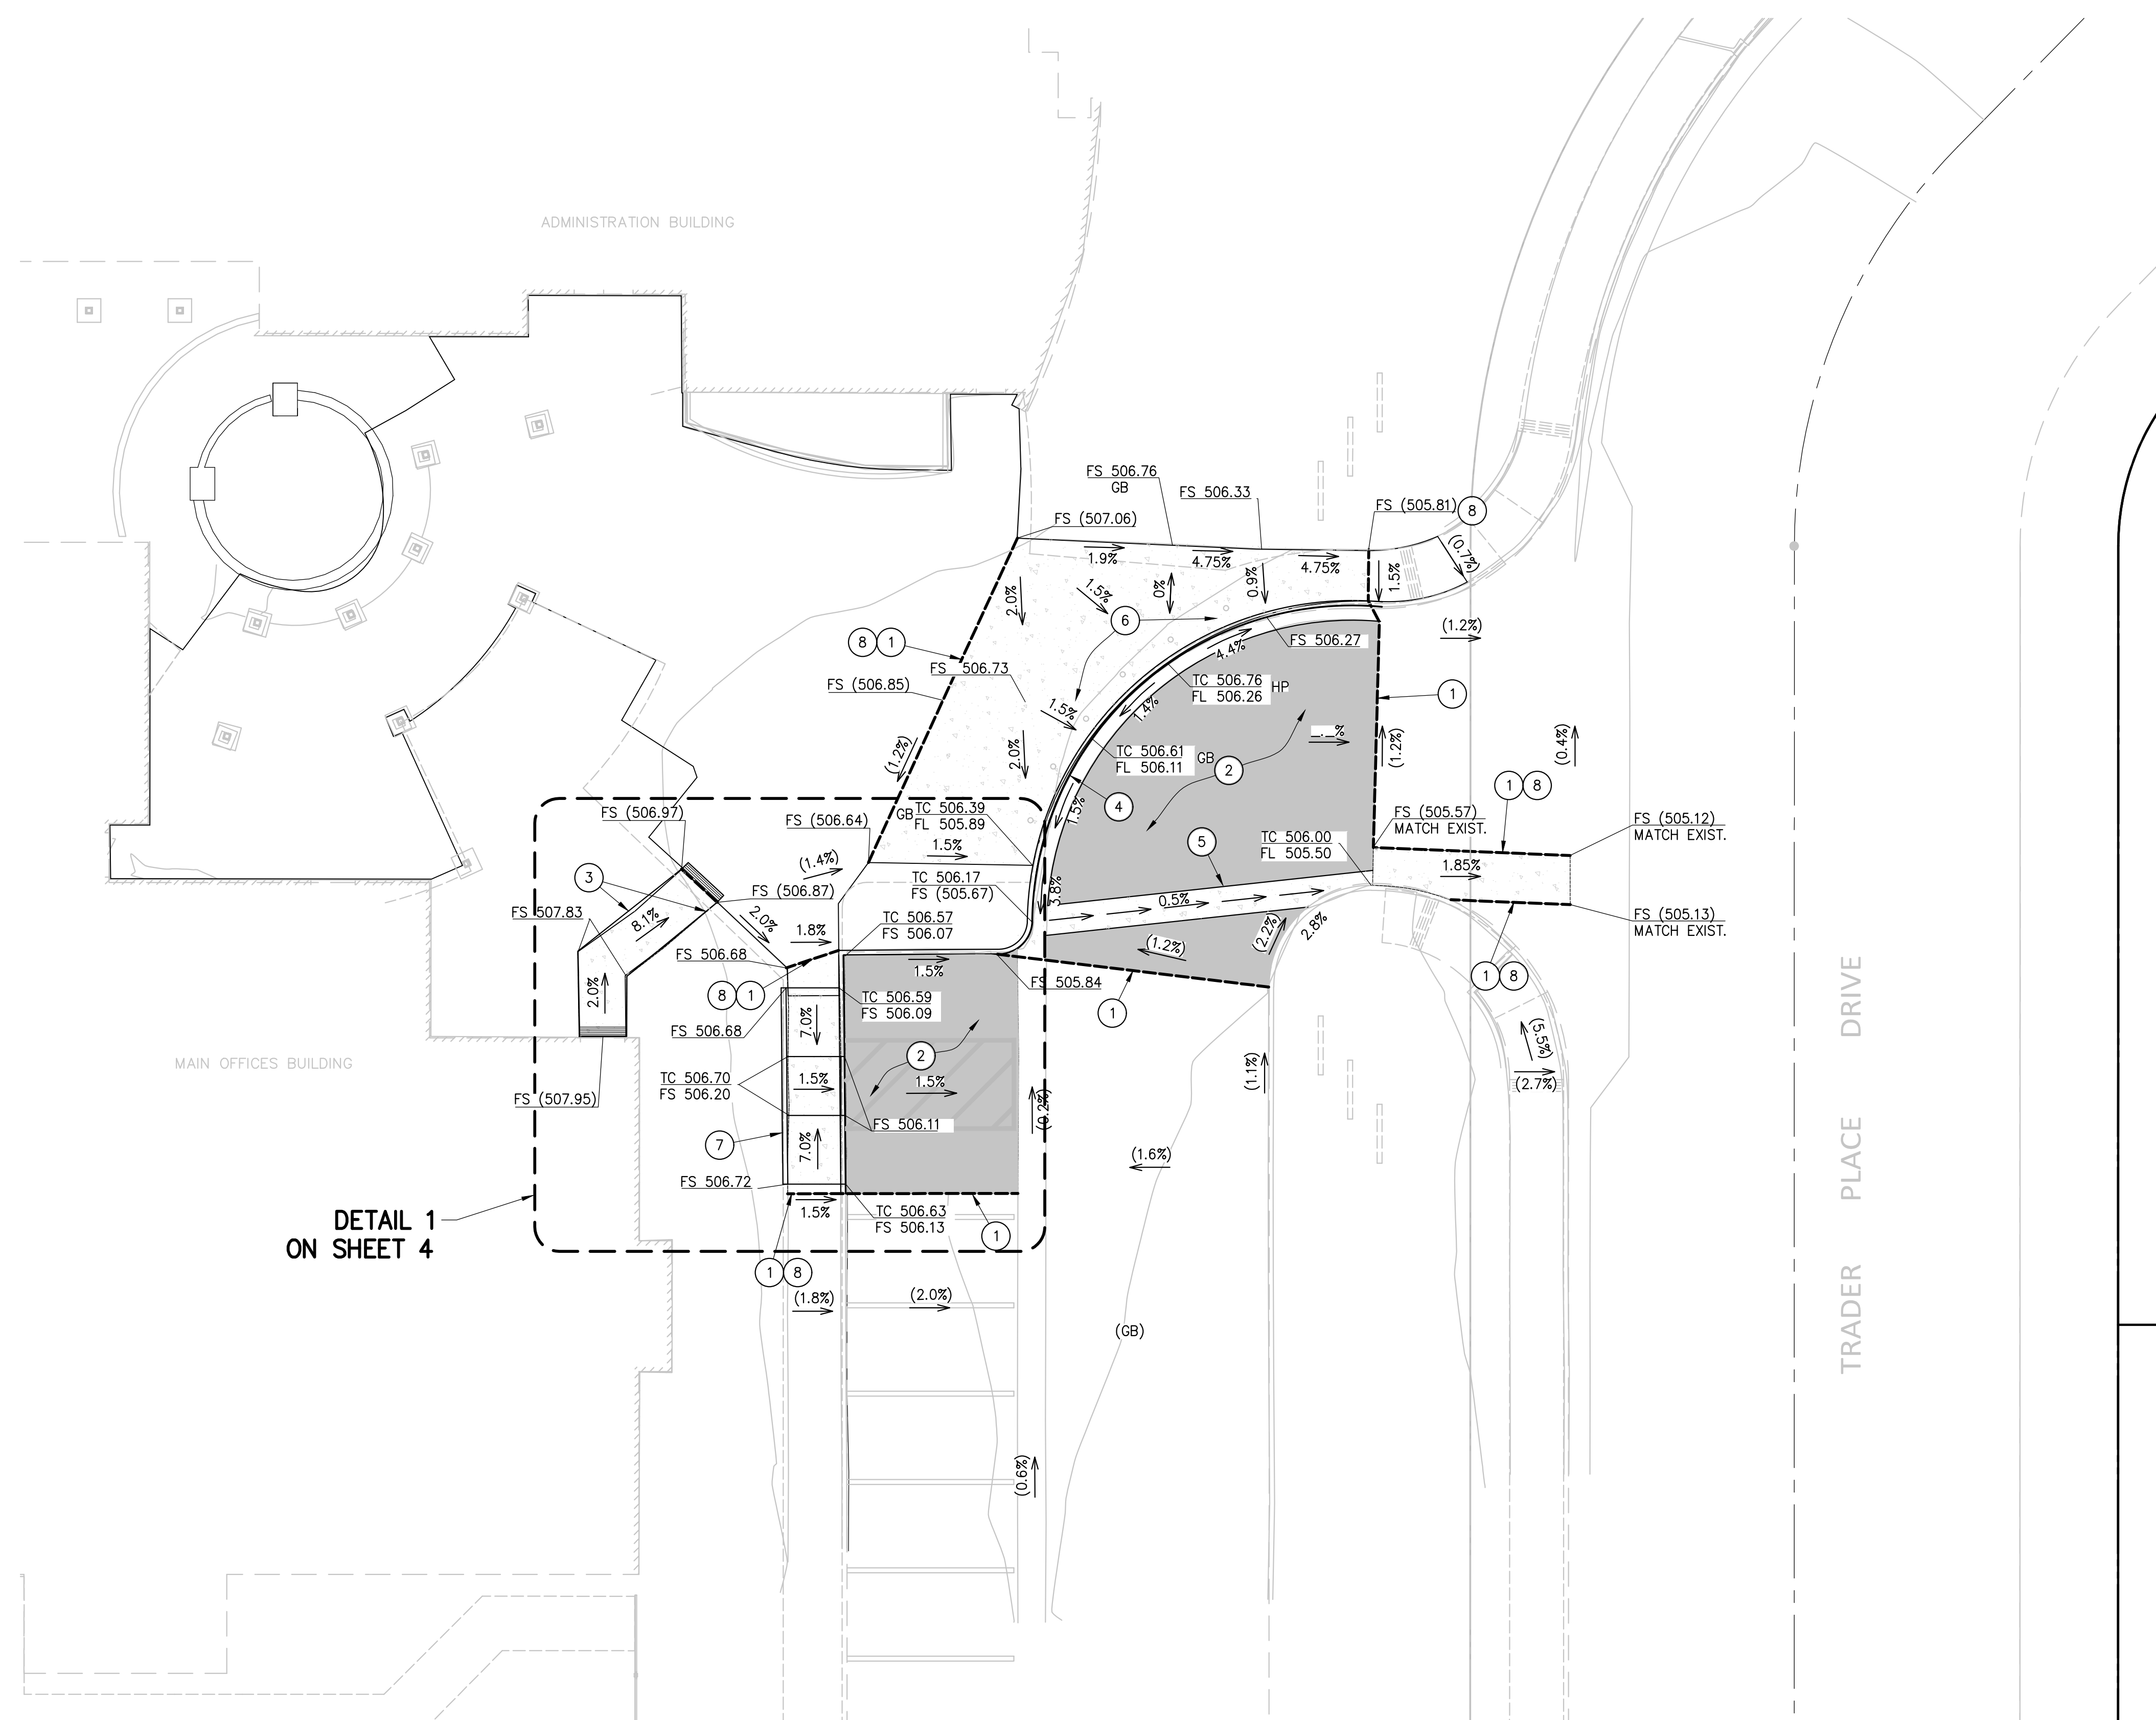 ADMINISTRATION BUILDING
FS 506.76
GB
FS 506.33
FS (505.81)
8
FS (507.06)
(0.7%)
1.9%
4.75%
4.75%
1.5%
2.0%
1.5%
0%
0.9%
6
(1.2%)
8
1
FS 506.73
FS 506.27
4.4%
FS (506.85)
TC 506.76
FL 506.26
HP
1
1.5%
1.4%
_._%
2.0%
(1.2%)
(0.4%)
(1.2%)
TC 506.61
FL 506.11
GB
2
1
8
4
1.5%
FS (506.97)
FS (506.64)
GB
TC 506.39
FL 505.89
FS (505.57)
MATCH EXIST.
FS (505.12)
MATCH EXIST.
5
TC 506.00
FL 505.50
1.5%
(1.4%)
1.85%
3
TC 506.17
FS (505.67)
FS (506.87)
3.8%
0.5%
FS 507.83
8.1%
2.0%
TC 506.57
FS 506.07
FS (505.13)
MATCH EXIST.
1.8%
(2.2%)
2.8%
(1.2%)
FS 506.68
1.5%
1
8
2.0%
8
1
FS 505.84
TC 506.59
FS 506.09
1
FS 506.68
7.0%
2
(5.5%)
MAIN OFFICES BUILDING
TC 506.70
FS 506.20
1.5%
1.5%
(1.1%)
(2.7%)
FS (507.95)
(0.2%)
FS 506.11
7
7.0%
(1.6%)
FS 506.72
1.5%
TC 506.63
FS 506.13
1
DETAIL 1
ON SHEET 4
1
8
(1.8%)
(2.0%)
(GB)
(0.6%)
TRADER PLACE DRIVE